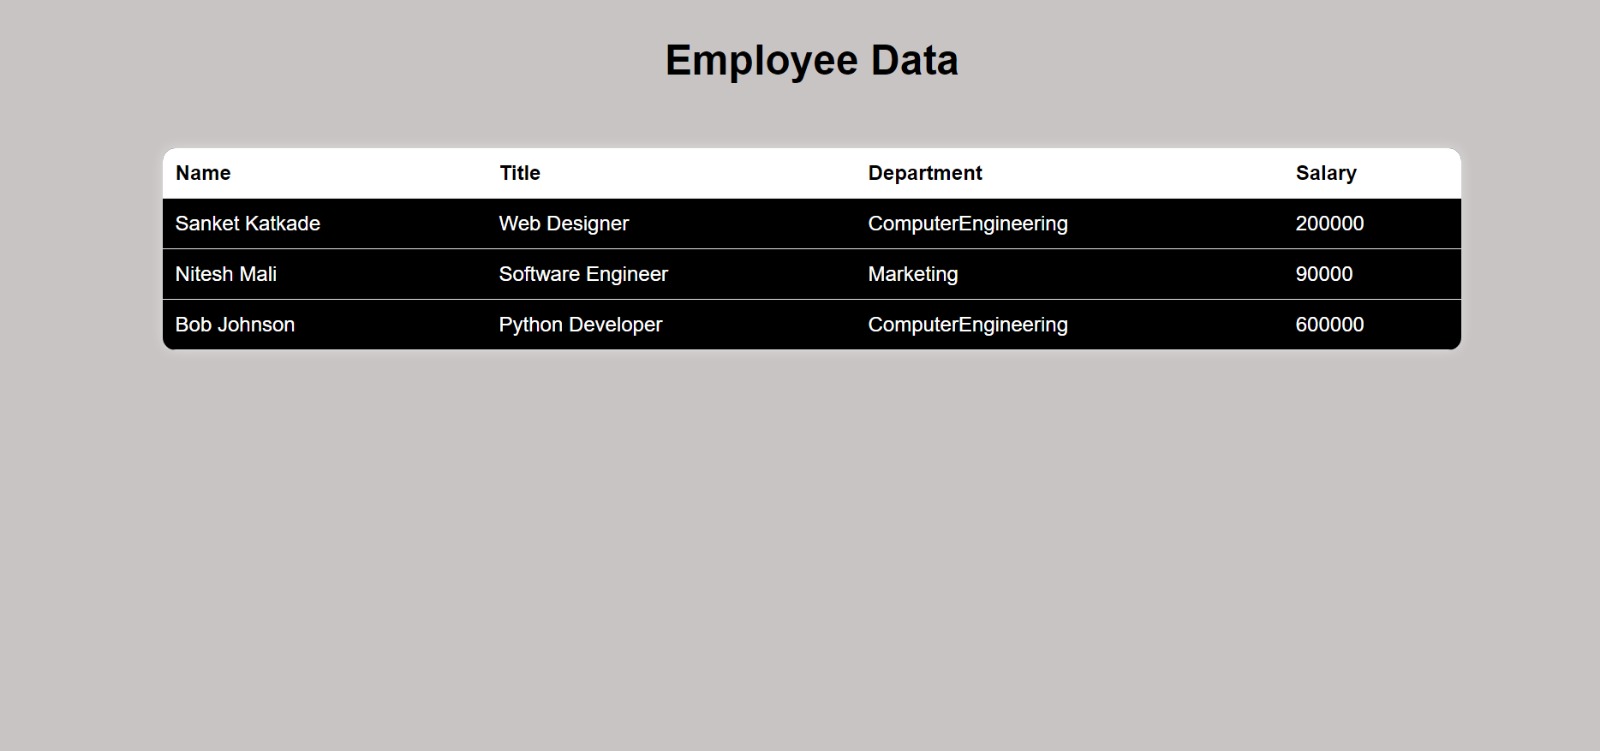 Employee Data
Name Title Department Salary
Sanket Katkade Web Designer ComputerEngineering 200000
Nitesh Mali Software Engineer Marketing 90000
Bob Johnson Python Developer ComputerEngineering 600000